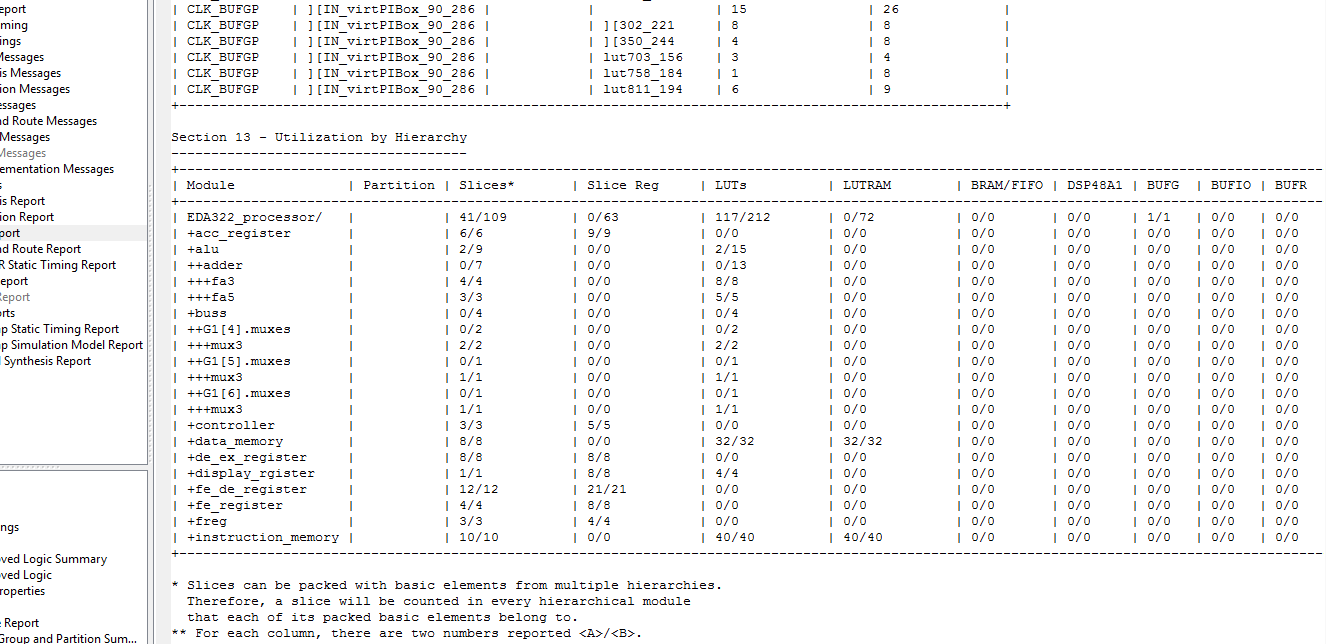 eport
ming
ings
Messages
is Messages
ion Messages
essages
nd Route Messages
Messages
Messages
ementation Messages
s
is Report
ion Report
port
nd Route Report
R Static Timing Report
eport
Report
orts
ap Static Timing Report
ap Simulation Model Report
l Synthesis Report
ngs
oved Logic Summary
oved Logic
roperties
e Report
Group and Partition Sum...
| CLK_BUFGP | ][IN_virtPIBox_90_286 | | | 15 | 26 |
| CLK_BUFGP | ][IN_virtPIBox_90_286 | | ][302_221 | 8 | 8 |
| CLK_BUFGP | ][IN_virtPIBox_90_286 | | ][350_244 | 4 | 8 |
| CLK_BUFGP | ][IN_virtPIBox_90_286 | | lut703_156 | 3 | 4 |
| CLK_BUFGP | ][IN_virtPIBox_90_286 | | lut758_184 | 1 | 8 |
| CLK_BUFGP | ][IN_virtPIBox_90_286 | | lut811_194 | 6 | 9 |
Section 13 - Utilization by Hierarchy
| Module | Partition | Slices* | Slice Reg | LUTs | LUTRAM | BRAM/FIFO | DSP48A1 | BUFG | BUFIO | BUFR
| EDA322_processor/ | | 41/109 | 0/63 | 117/212 | 0/72 | 0/0 | 0/0 | 1/1 | 0/0 | 0/0
| +acc_register | | 6/6 | 9/9 | 0/0 | 0/0 | 0/0 | 0/0 | 0/0 | 0/0 | 0/0
| +alu | | 2/9 | 0/0 | 2/15 | 0/0 | 0/0 | 0/0 | 0/0 | 0/0 | 0/0
| ++adder | | 0/7 | 0/0 | 0/13 | 0/0 | 0/0 | 0/0 | 0/0 | 0/0 | 0/0
| +++fa3 | | 4/4 | 0/0 | 8/8 | 0/0 | 0/0 | 0/0 | 0/0 | 0/0 | 0/0
| +++fa5 | | 3/3 | 0/0 | 5/5 | 0/0 | 0/0 | 0/0 | 0/0 | 0/0 | 0/0
| +buss | | 0/4 | 0/0 | 0/4 | 0/0 | 0/0 | 0/0 | 0/0 | 0/0 | 0/0
| ++G1[4].muxes | | 0/2 | 0/0 | 0/2 | 0/0 | 0/0 | 0/0 | 0/0 | 0/0 | 0/0
| +++mux3 | | 2/2 | 0/0 | 2/2 | 0/0 | 0/0 | 0/0 | 0/0 | 0/0 | 0/0
| ++G1[5].muxes | | 0/1 | 0/0 | 0/1 | 0/0 | 0/0 | 0/0 | 0/0 | 0/0 | 0/0
| +++mux3 | | 1/1 | 0/0 | 1/1 | 0/0 | 0/0 | 0/0 | 0/0 | 0/0 | 0/0
| ++G1[6].muxes | | 0/1 | 0/0 | 0/1 | 0/0 | 0/0 | 0/0 | 0/0 | 0/0 | 0/0
| +++mux3 | | 1/1 | 0/0 | 1/1 | 0/0 | 0/0 | 0/0 | 0/0 | 0/0 | 0/0
| +controller | | 3/3 | 5/5 | 0/0 | 0/0 | 0/0 | 0/0 | 0/0 | 0/0 | 0/0
| +data_memory | | 8/8 | 0/0 | 32/32 | 32/32 | 0/0 | 0/0 | 0/0 | 0/0 | 0/0
| +de_ex_register | | 8/8 | 8/8 | 0/0 | 0/0 | 0/0 | 0/0 | 0/0 | 0/0 | 0/0
| +display_rgister | | 1/1 | 8/8 | 4/4 | 0/0 | 0/0 | 0/0 | 0/0 | 0/0 | 0/0
| +fe_de_register | | 12/12 | 21/21 | 0/0 | 0/0 | 0/0 | 0/0 | 0/0 | 0/0 | 0/0
| +fe_register | | 4/4 | 8/8 | 0/0 | 0/0 | 0/0 | 0/0 | 0/0 | 0/0 | 0/0
| +freg | | 3/3 | 4/4 | 0/0 | 0/0 | 0/0 | 0/0 | 0/0 | 0/0 | 0/0
| +instruction_memory | | 10/10 | 0/0 | 40/40 | 40/40 | 0/0 | 0/0 | 0/0 | 0/0 | 0/0
* Slices can be packed with basic elements from multiple hierarchies.
Therefore, a slice will be counted in every hierarchical module
that each of its packed basic elements belong to.
** For each column, there are two numbers reported <A>/<B>.